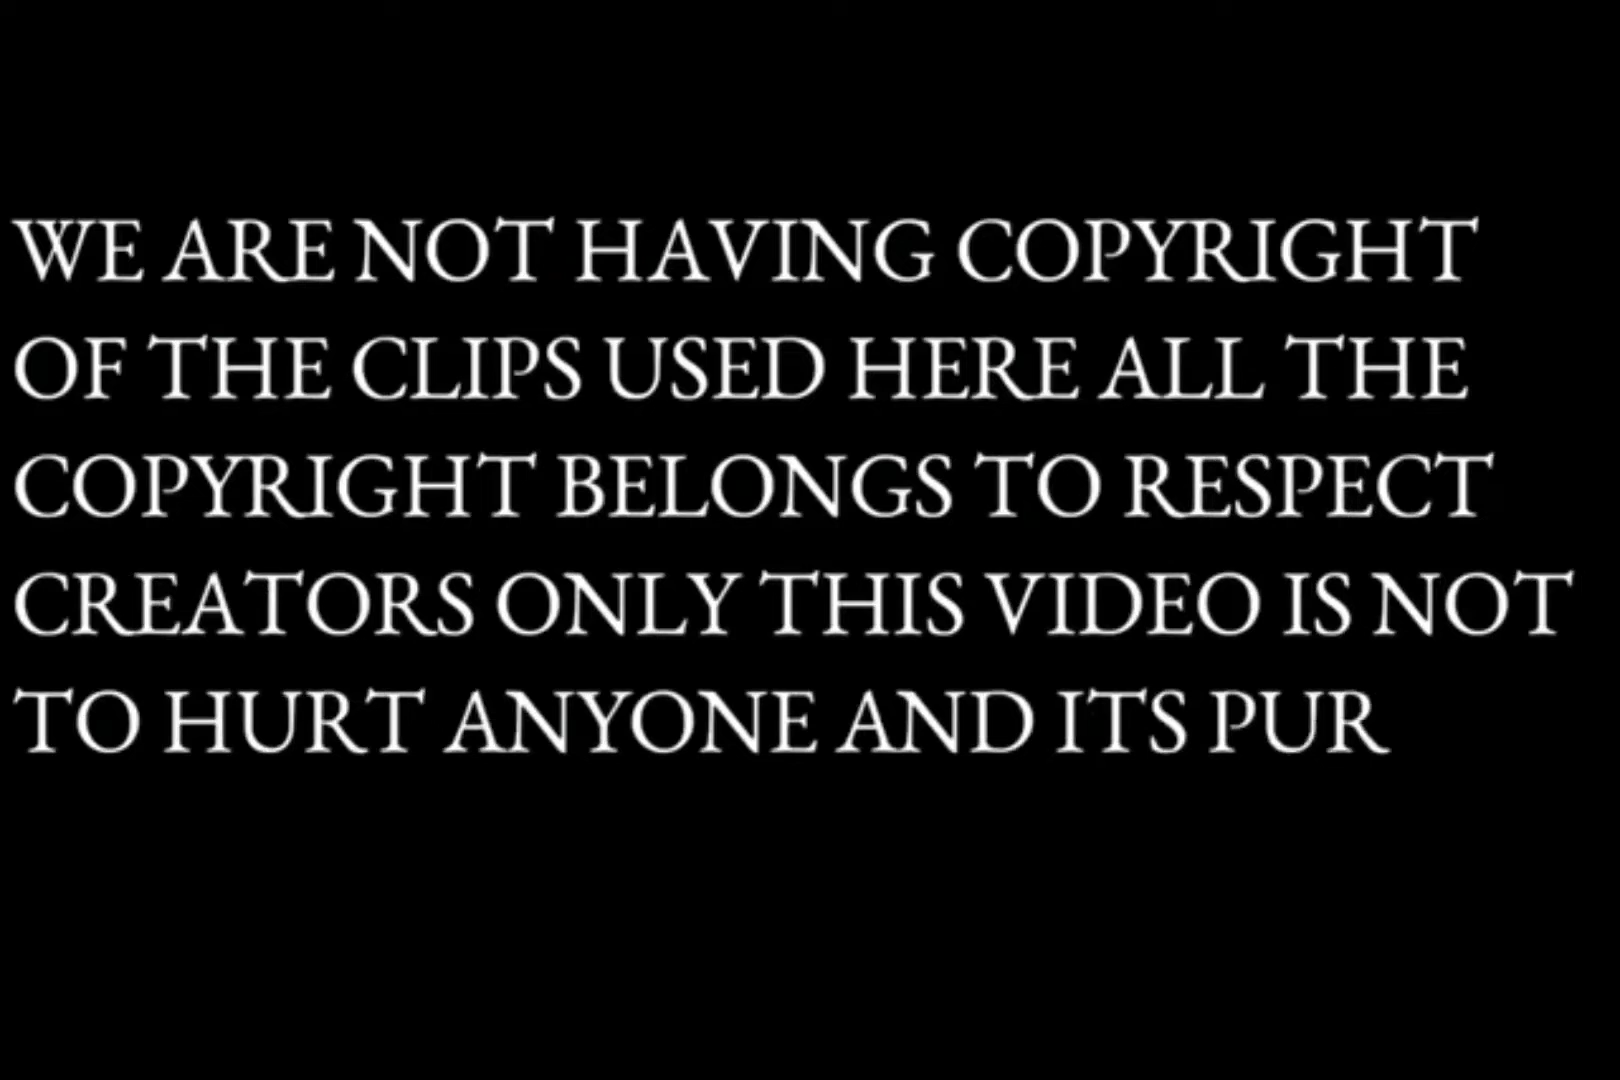 WE ARE NOT HAVING COPYRIGHT
OF THE CLIPS USED HERE ALL THE
COPYRIGHT BELONGS TO RESPECT
CREATORS ONLY THIS VIDEO IS NOT
TO HURT ANYONE AND ITS PUR